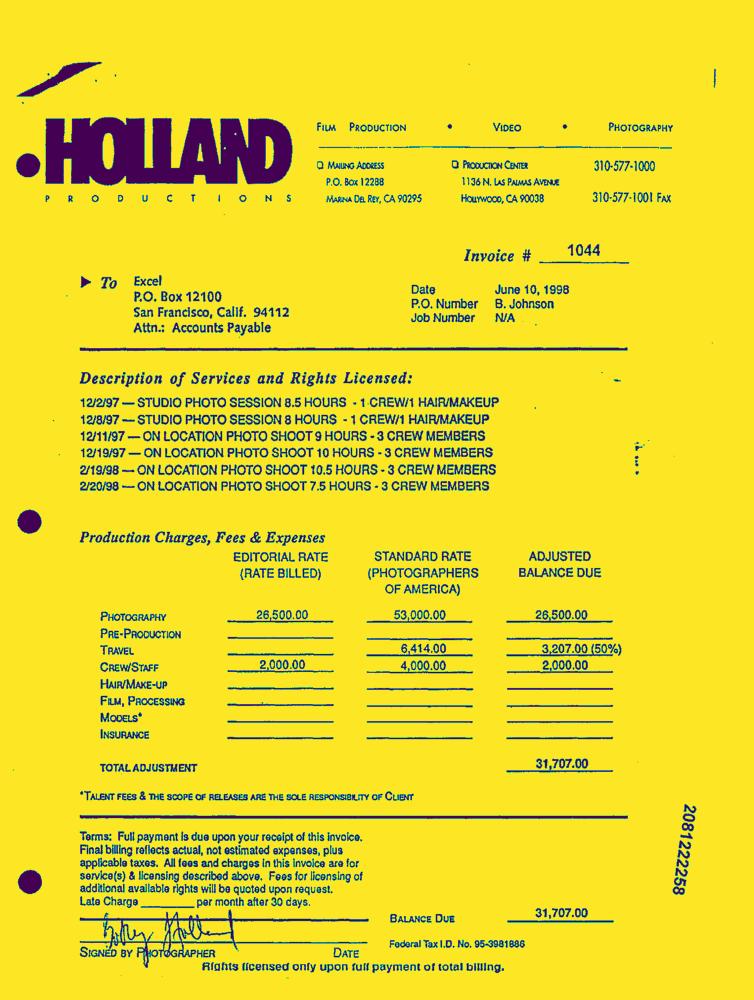 FILM PRODUCTION • VIDEO • PHOTOGRAPHY
•HOLLAND
PRODUCTIONS
❑ MAILING ADDRESS ❑ PRODUCTION CENTER 310-577-1000
P.O. BOX 12288 1136 N. LAS PALMAS AVENUE
MARINA DEL REY, CA 90295 HOLLYWOOD, CA 90038 310-577-1001 FAX
Invoice # 1044
▶ To Excel
P.O. Box 12100
San Francisco, Calif. 94112
Attn.: Accounts Payable
Date June 10, 1998
P.O. Number B. Johnson
Job Number N/A
Description of Services and Rights Licensed:
12/2/97 — STUDIO PHOTO SESSION 8.5 HOURS - 1 CREW/1 HAIR/MAKEUP
12/8/97 — STUDIO PHOTO SESSION 8 HOURS - 1 CREW/1 HAIR/MAKEUP
12/11/97 — ON LOCATION PHOTO SHOOT 9 HOURS - 3 CREW MEMBERS
12/19/97 — ON LOCATION PHOTO SHOOT 10 HOURS - 3 CREW MEMBERS
2/19/98 — ON LOCATION PHOTO SHOOT 10.5 HOURS - 3 CREW MEMBERS
2/20/98 — ON LOCATION PHOTO SHOOT 7.5 HOURS - 3 CREW MEMBERS
Production Charges, Fees & Expenses
EDITORIAL RATE STANDARD RATE ADJUSTED
(RATE BILLED) (PHOTOGRAPHERS BALANCE DUE
OF AMERICA)
PHOTOGRAPHY 26,500.00 53,000.00 26,500.00
PRE-PRODUCTION
TRAVEL 6,414.00 3,207.00 (50%)
CREW/STAFF 2,000.00 4,000.00 2,000.00
HAIR/MAKE-UP
FILM, PROCESSING
MODELS*
INSURANCE
TOTAL ADJUSTMENT 31,707.00
*TALENT FEES & THE SCOPE OF RELEASES ARE THE SOLE RESPONSIBILITY OF CLIENT
Terms: Full payment is due upon your receipt of this invoice.
Final billing reflects actual, not estimated expenses, plus
applicable taxes. All fees and charges in this invoice are for
service(s) & licensing described above. Fees for licensing of
additional available rights will be quoted upon request.
Late Charge ________ per month after 30 days.
BALANCE DUE 31,707.00
Federal Tax I.D. No. 95-3981886
SIGNED BY PHOTOGRAPHER DATE
Rights licensed only upon full payment of total billing.
2081222258